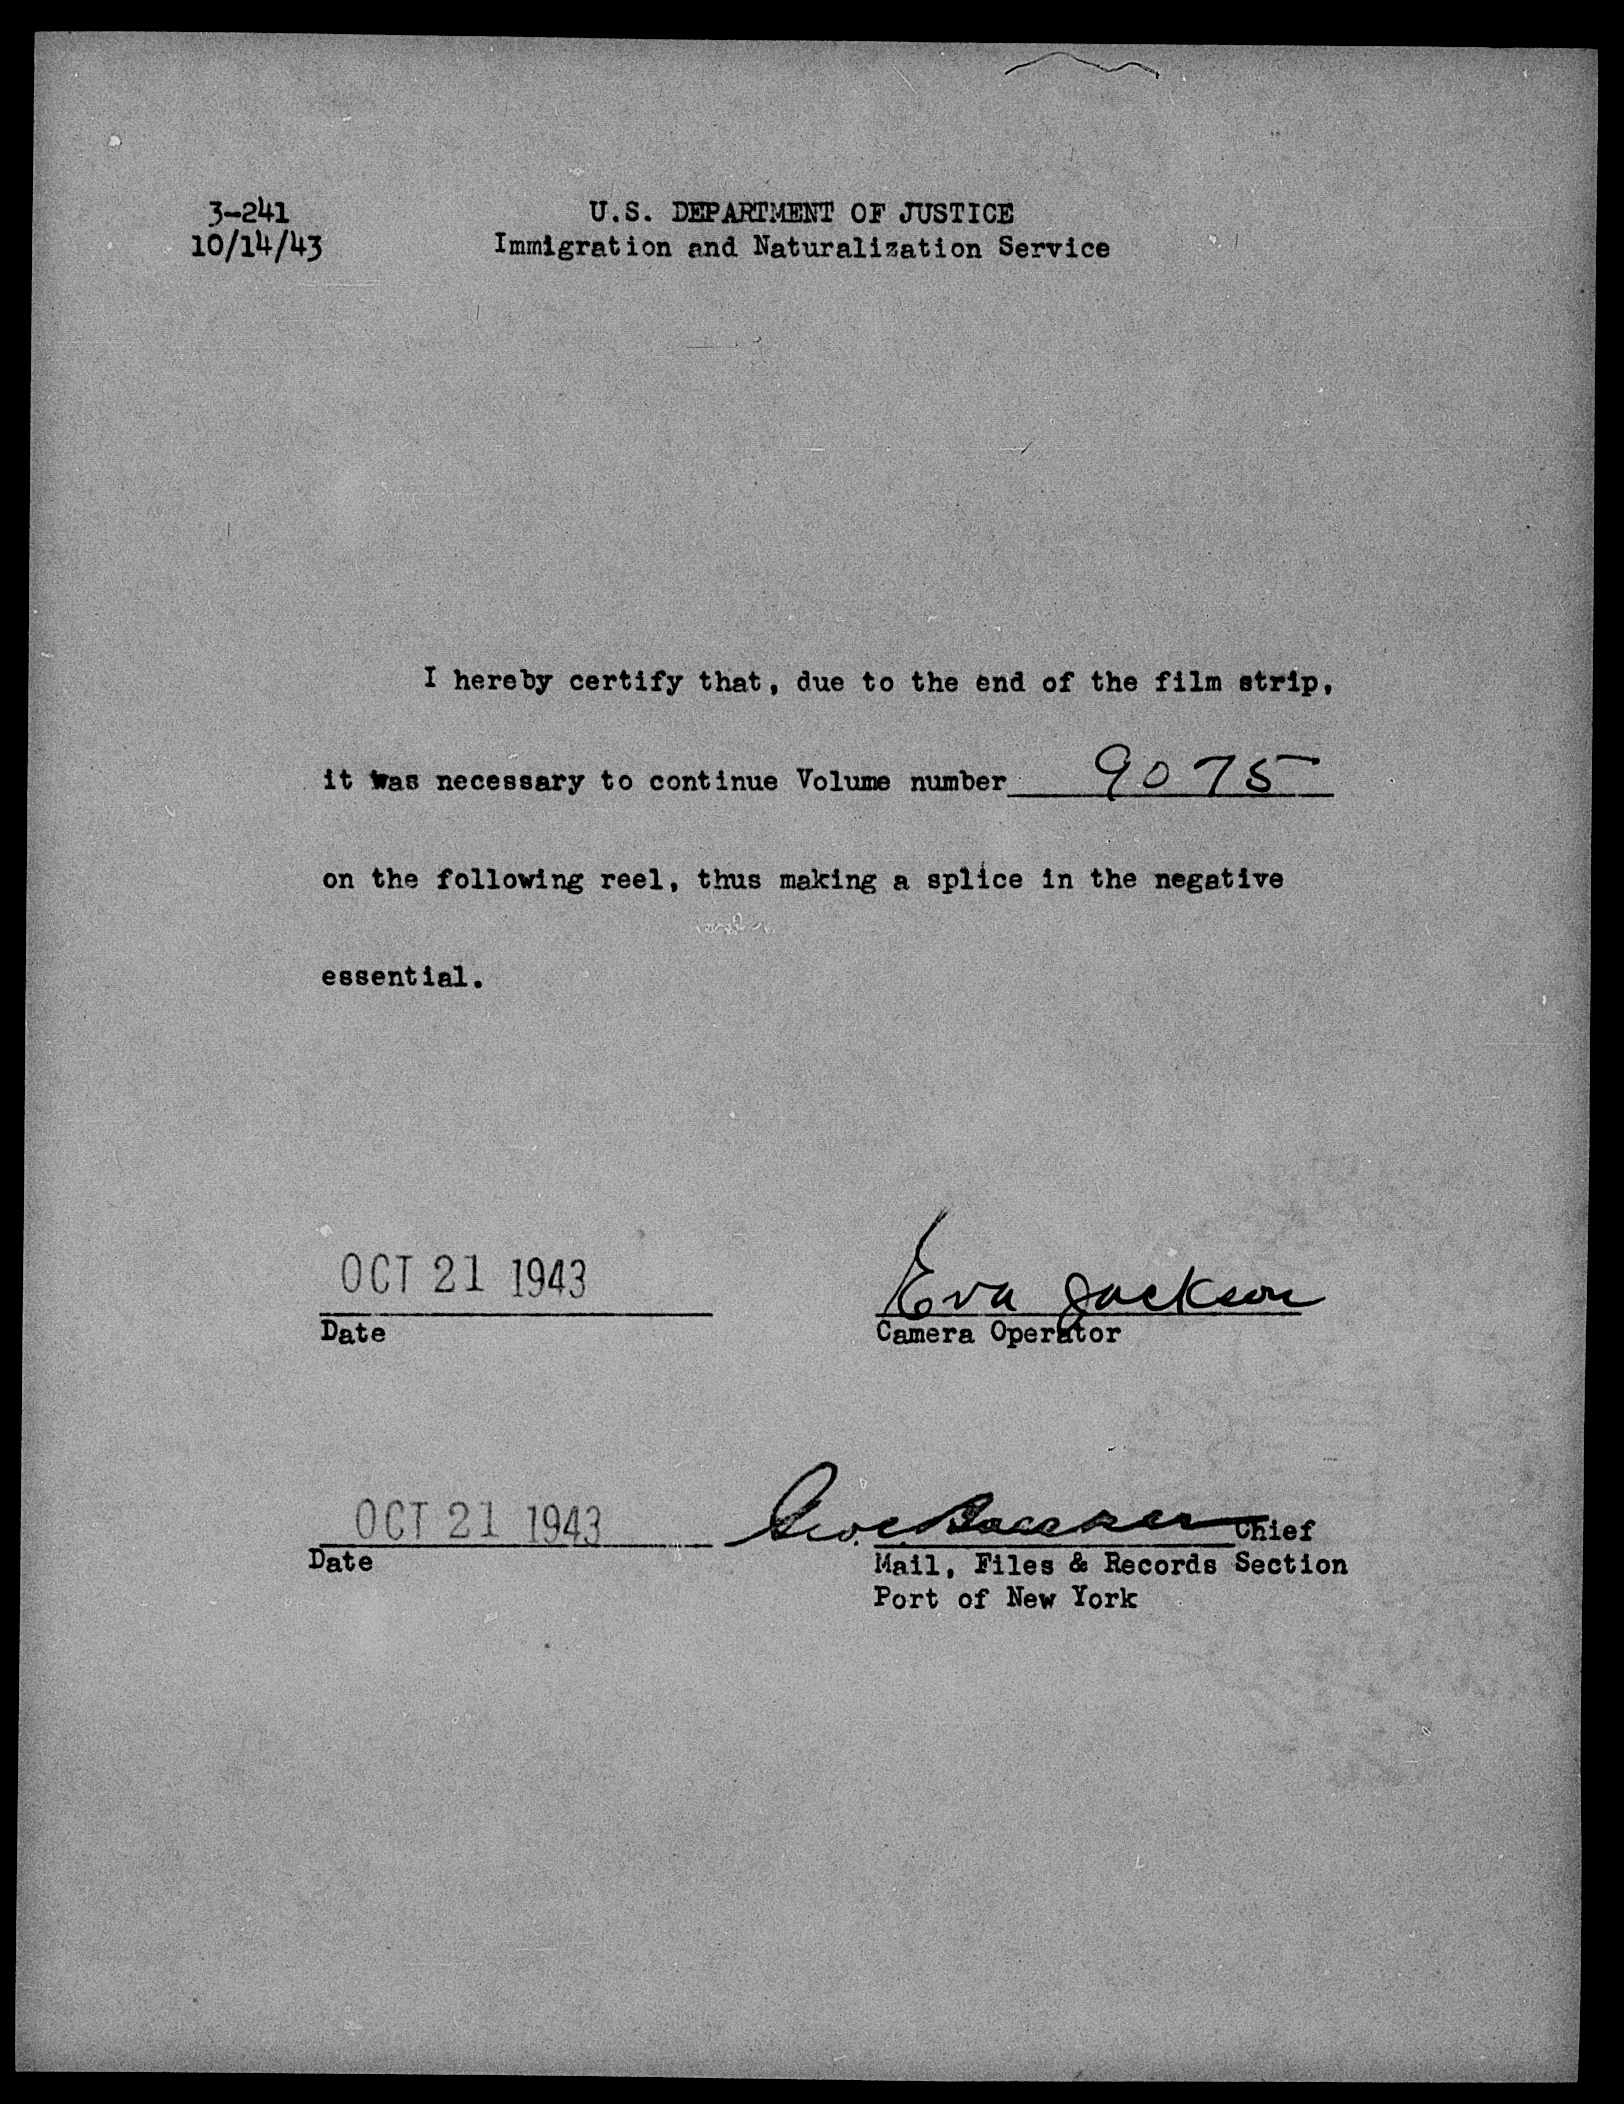 3-241
10/14/43
U.S. DEPARTMENT OF JUSTICE
Immigration and Naturalization Service
I hereby certify that, due to the end of the film strip,
it was necessary to continue Volume number 9075
on the following reel, thus making a splice in the negative
essential.
OCT 21 1943
Eva Jackson
Date
Camera Operator
OCT 21 1943
Geo.
Chief
Date
Mail, Files & Records Section
Port of New York